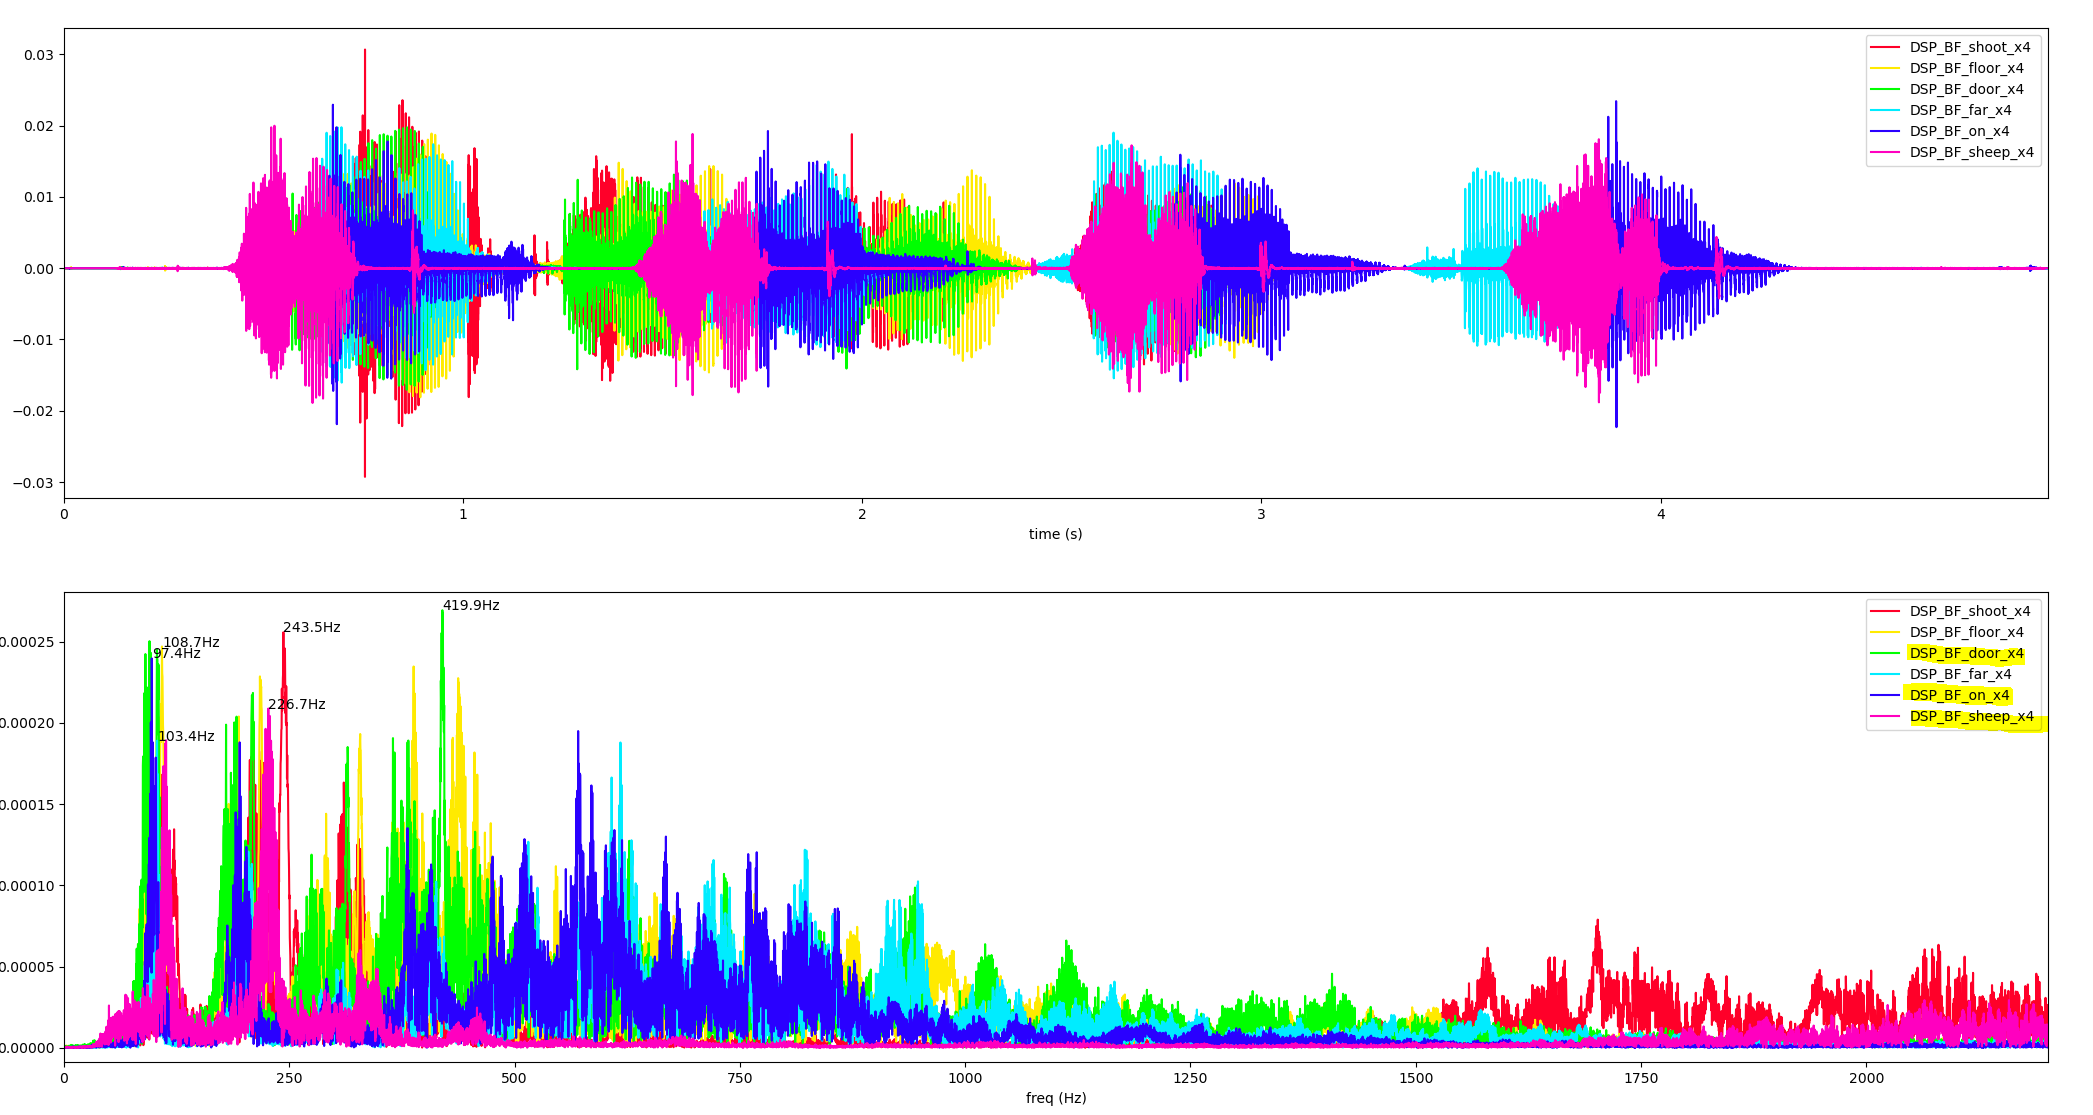 0.03
0.02
0.01
0.00
−0.01
−0.02
−0.03
0 1 2 3 4
time (s)
DSP_BF_shoot_x4
DSP_BF_floor_x4
DSP_BF_door_x4
DSP_BF_far_x4
DSP_BF_on_x4
DSP_BF_sheep_x4
0.00025
0.00020
0.00015
0.00010
0.00005
0.00000
419.9Hz
243.5Hz
108.7Hz
97.4Hz
226.7Hz
103.4Hz
0 250 500 750 1000 1250 1500 1750 2000
freq (Hz)
DSP_BF_shoot_x4
DSP_BF_floor_x4
DSP_BF_door_x4
DSP_BF_far_x4
DSP_BF_on_x4
DSP_BF_sheep_x4